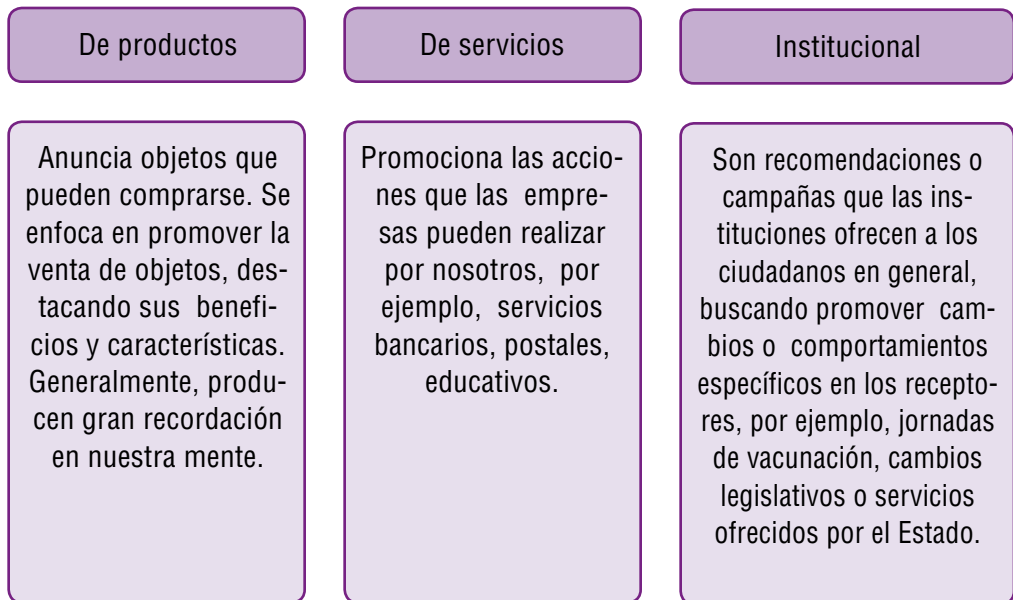 De productos
De servicios
Institucional
Anuncia objetos que
pueden comprarse. Se
enfoca en promover la
venta de objetos, des-
tacando sus benefi-
cios y características.
Generalmente, produ-
cen gran recordación
en nuestra mente.
Promociona las accio-
nes que las empre-
sas pueden realizar
por nosotros, por
ejemplo, servicios
bancarios, postales,
educativos.
Son recomendaciones o
campañas que las ins-
tituciones ofrecen a los
ciudadanos en general,
buscando promover cam-
bios o comportamientos
específicos en los recepto-
res, por ejemplo, jornadas
de vacunación, cambios
legislativos o servicios
ofrecidos por el Estado.